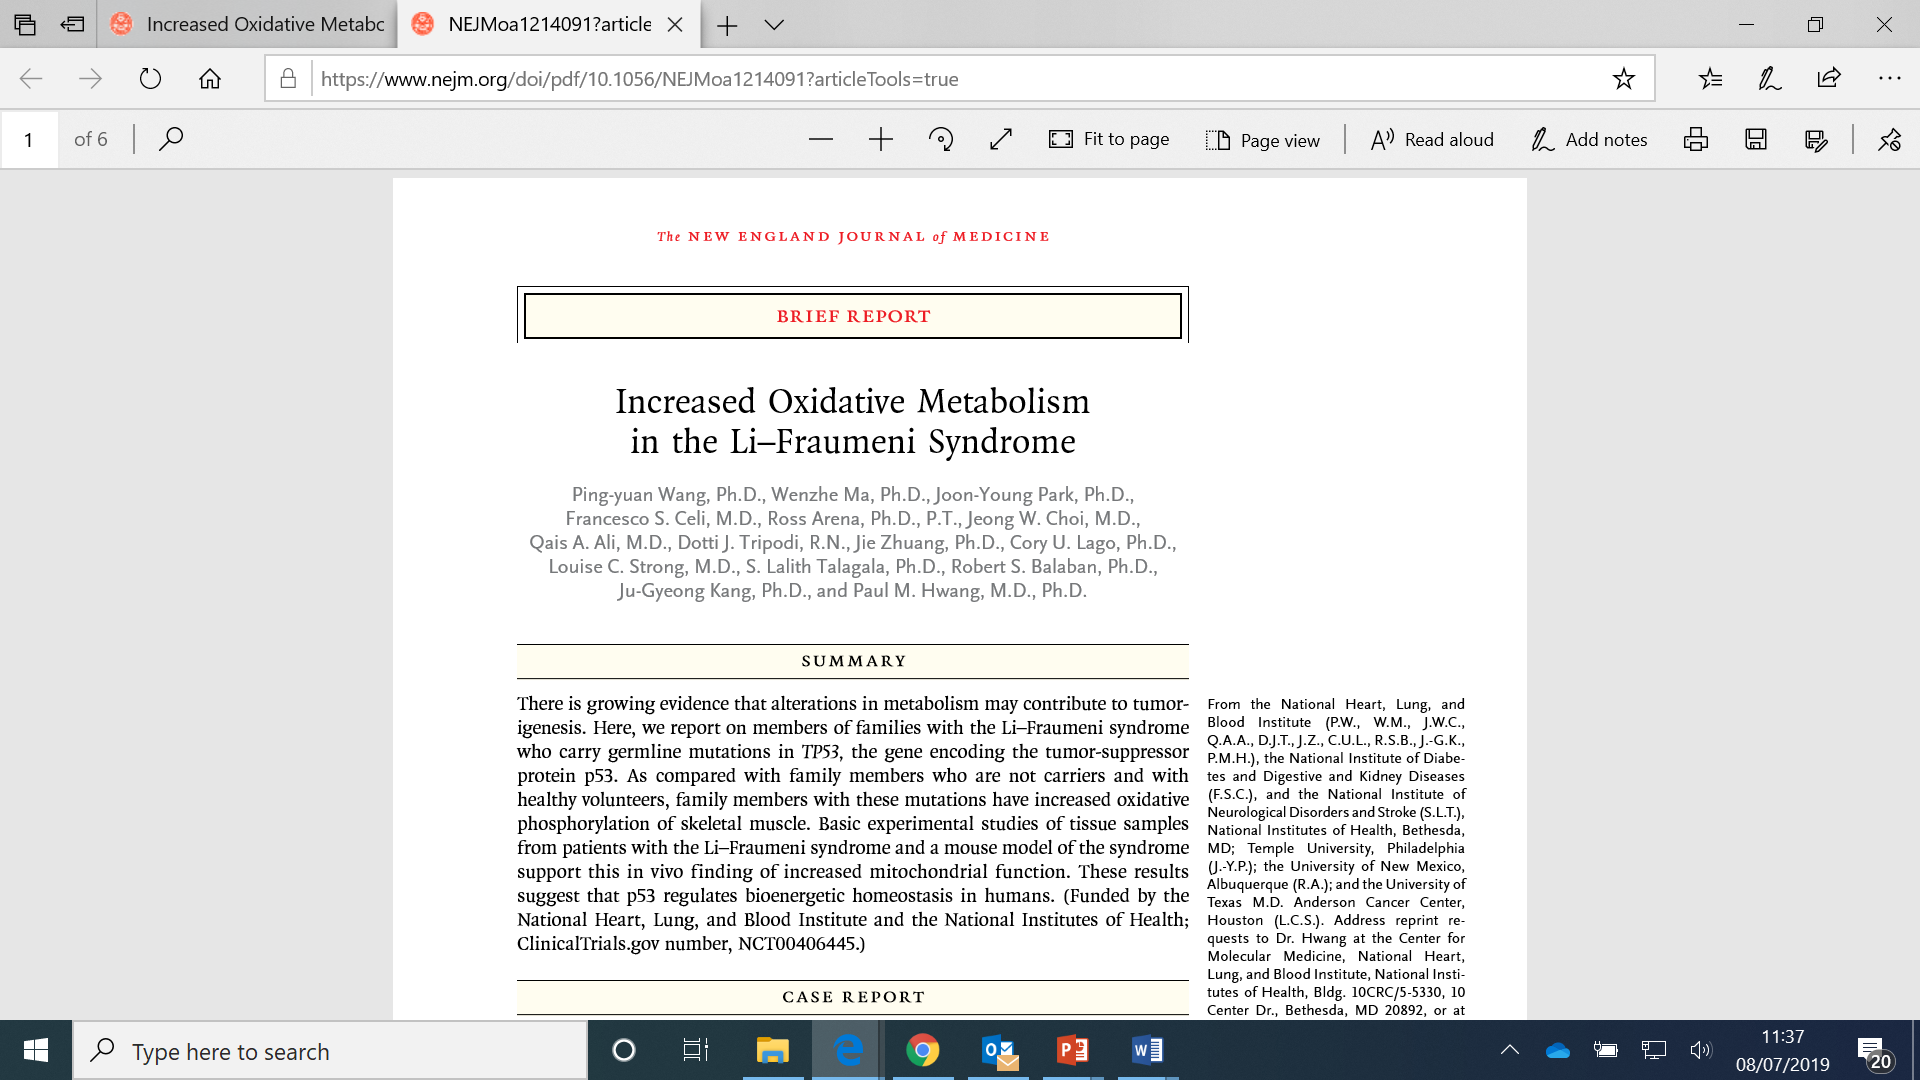 Increased Oxidative Metabc
NEJMoa1214091?article
https://www.nejm.org/doi/pdf/10.1056/NEJMoa1214091?articleTools=true
1 of 6
Fit to page
Page view
Read aloud
Add notes
The NEW ENGLAND JOURNAL of MEDICINE
BRIEF REPORT
Increased Oxidative Metabolism
in the Li–Fraumeni Syndrome
Ping-yuan Wang, Ph.D., Wenzhe Ma, Ph.D., Joon-Young Park, Ph.D.,
Francesco S. Celi, M.D., Ross Arena, Ph.D., P.T., Jeong W. Choi, M.D.,
Qais A. Ali, M.D., Dotti J. Tripodi, R.N., Jie Zhuang, Ph.D., Cory U. Lago, Ph.D.,
Louise C. Strong, M.D., S. Lalith Talagala, Ph.D., Robert S. Balaban, Ph.D.,
Ju-Gyeong Kang, Ph.D., and Paul M. Hwang, M.D., Ph.D.
SUMMARY
There is growing evidence that alterations in metabolism may contribute to tumor-
igenesis. Here, we report on members of families with the Li–Fraumeni syndrome
who carry germline mutations in TP53, the gene encoding the tumor-suppressor
protein p53. As compared with family members who are not carriers and with
healthy volunteers, family members with these mutations have increased oxidative
phosphorylation of skeletal muscle. Basic experimental studies of tissue samples
from patients with the Li–Fraumeni syndrome and a mouse model of the syndrome
support this in vivo finding of increased mitochondrial function. These results
suggest that p53 regulates bioenergetic homeostasis in humans. (Funded by the
National Heart, Lung, and Blood Institute and the National Institutes of Health;
ClinicalTrials.gov number, NCT00406445.)
CASE REPORT
From the National Heart, Lung, and
Blood Institute (P.W., W.M., J.W.C.,
Q.A.A., D.J.T., J.Z., C.U.L., R.S.B., J.-G.K.,
P.M.H.), the National Institute of Diabe-
tes and Digestive and Kidney Diseases
(F.S.C.), and the National Institute of
Neurological Disorders and Stroke (S.L.T.),
National Institutes of Health, Bethesda,
MD; Temple University, Philadelphia
(J.-Y.P.); the University of New Mexico,
Albuquerque (R.A.); and the University of
Texas M.D. Anderson Cancer Center,
Houston (L.C.S.). Address reprint re-
quests to Dr. Hwang at the Center for
Molecular Medicine, National Heart,
Lung, and Blood Institute, National Insti-
tutes of Health, Bldg. 10CRC/5-5330, 10
Center Dr., Bethesda, MD 20892, or at
Type here to search
11:37
08/07/2019
20